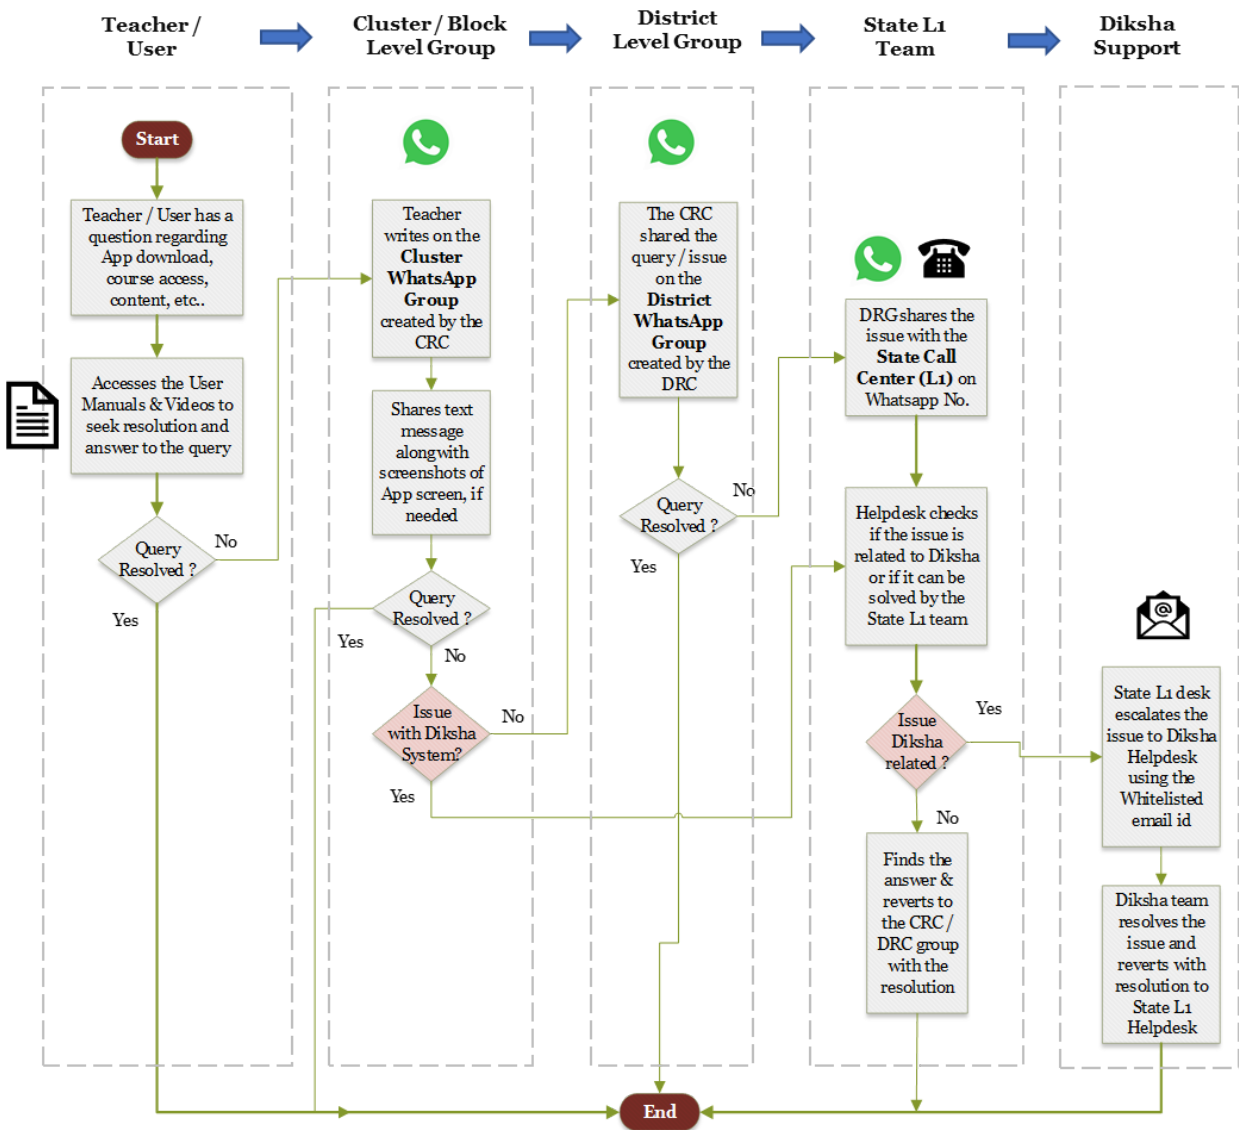 Teacher /
User
Cluster / Block
Level Group
District
Level Group
State L1
Team
Diksha
Support
Start
Teacher / User has a
question regarding
App download,
course access,
content, etc..
Accesses the User
Manuals & Videos to
seek resolution and
answer to the query
Query
Resolved ?
No
Yes
Teacher
writes on the
Cluster
WhatsApp
Group
created by the
CRC
Shares text
message
alongwith
screenshots of
App screen, if
needed
Query
Resolved ?
Yes
No
Issue
with Diksha
System?
No
Yes
The CRC
shared the
query / issue
on the
District
WhatsApp
Group
created by the
DRC
Query
Resolved ?
No
Yes
DRG shares the
issue with the
State Call
Center (L1) on
Whatsapp No.
Helpdesk checks
if the issue is
related to Diksha
or if it can be
solved by the
State L1 team
Issue
Diksha
related ?
Yes
No
Finds the
answer &
reverts to
the CRC /
DRC group
with the
resolution
@
State L1 desk
escalates the
issue to Diksha
Helpdesk
using the
Whitelisted
email id
Diksha team
resolves the
issue and
reverts with
resolution to
State L1
Helpdesk
End